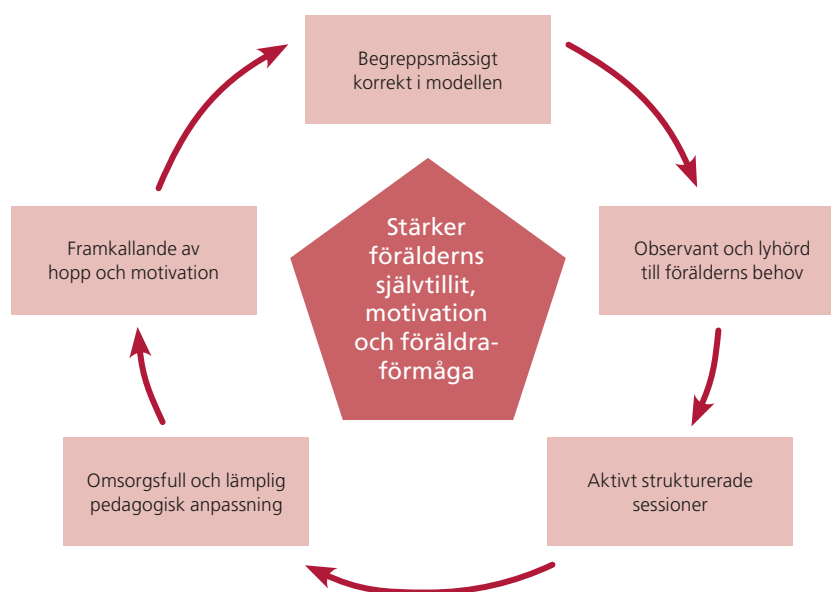 Begreppsmässigt
korrekt i modellen
Observant och lyhörd
till förälderns behov
Aktivt strukturerade
sessioner
Omsorgsfull och lämplig
pedagogisk anpassning
Framkallande av
hopp och motivation
Stärker
förälderns
självtillit,
motivation
och föräldra-
förmåga